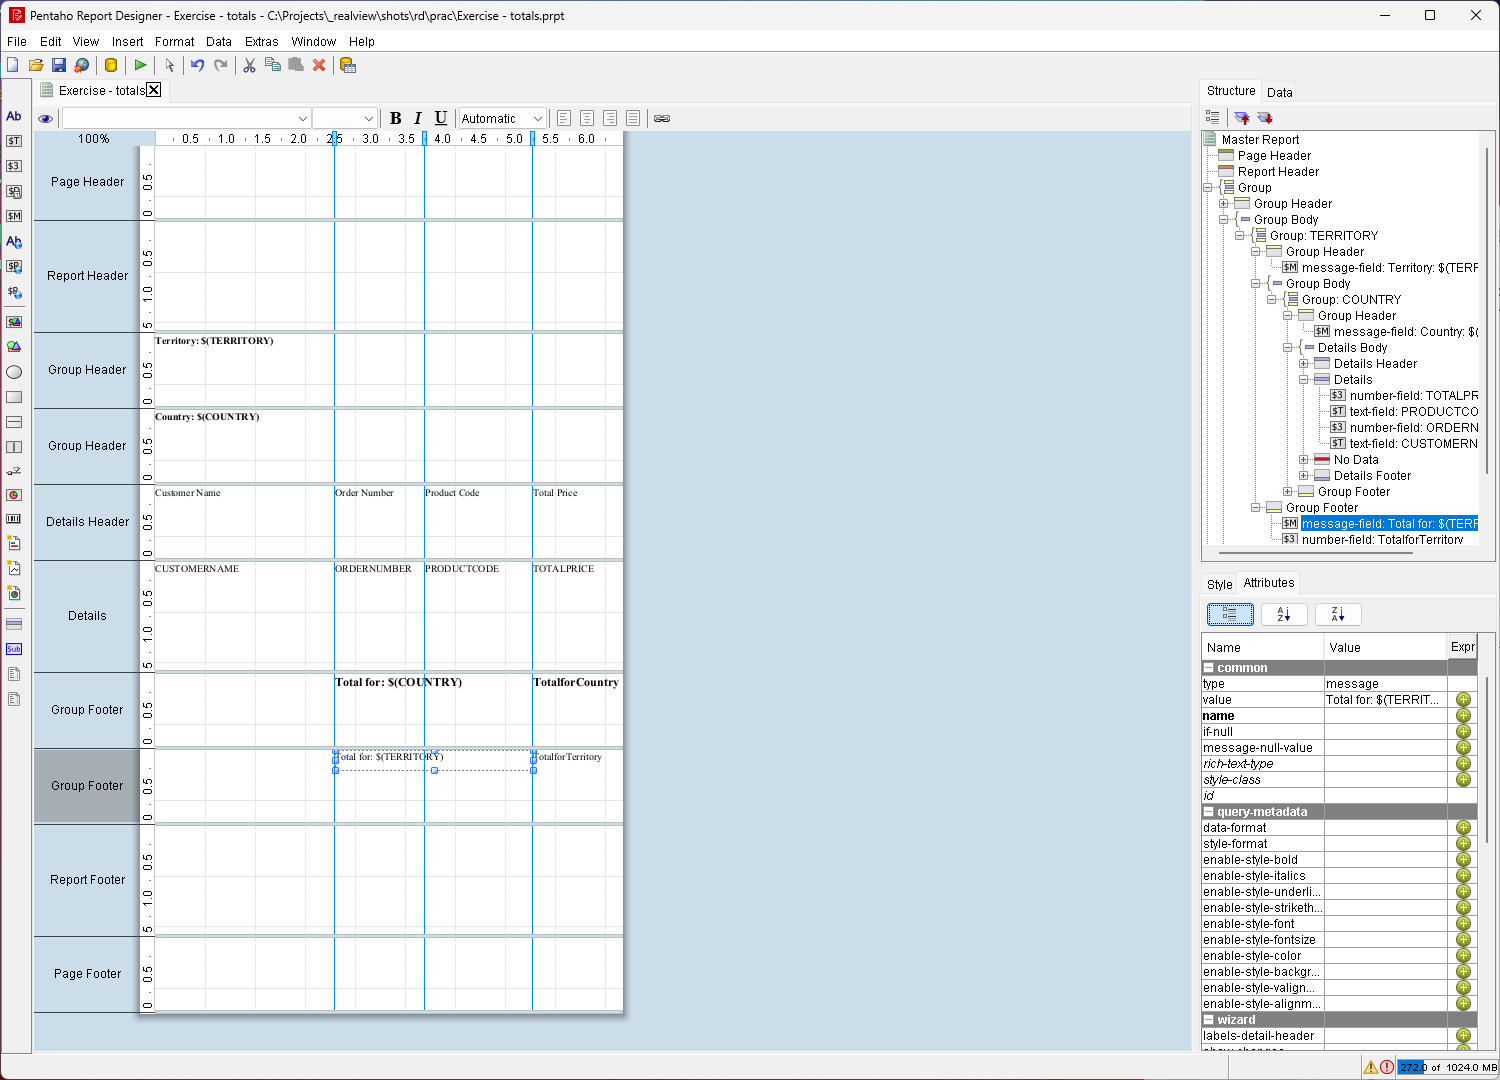 Pentaho Report Designer - Exercise - totals - C:\Projects\_realview\shots\rd\prac\Exercise - totals.prpt
File Edit View Insert Format Data Extras Window Help
Exercise - totals
B I U Automatic
100%
0.5 1.0 1.5 2.0 2.5 3.0 3.5 4.0 4.5 5.0 5.5 6.0
Page Header
Report Header
Group Header
Territory: $(TERRITORY)
Group Header
Country: $(COUNTRY)
Details Header
Customer Name Order Number Product Code Total Price
Details
CUSTOMERNAME ORDERNUMBER PRODUCTCODE TOTALPRICE
Group Footer
Total for: $(COUNTRY) TotalforCountry
Group Footer
Total for: $(TERRITORY) TotalforTerritory
Report Footer
Page Footer
Structure Data
Master Report
Page Header
Report Header
Group
Group Header
Group Body
Group: TERRITORY
Group Header
message-field: Territory: $(TERF
Group Body
Group: COUNTRY
Group Header
message-field: Country: $(
Details Body
Details Header
Details
number-field: TOTALPR
text-field: PRODUCTCO
number-field: ORDERN
text-field: CUSTOMERN
No Data
Details Footer
Group Footer
Group Footer
message-field: Total for: $(TERF
number-field: TotalforTerritory
Style Attributes
Name Value Expr
common
type message
value Total for: $(TERRIT...
name
if-null
message-null-value
rich-text-type
style-class
id
query-metadata
data-format
style-format
enable-style-bold
enable-style-italics
enable-style-underli...
enable-style-striketh...
enable-style-font
enable-style-fontsize
enable-style-color
enable-style-backgr...
enable-style-valign...
enable-style-alignm...
wizard
labels-detail-header
272.0 of 1024.0 MB